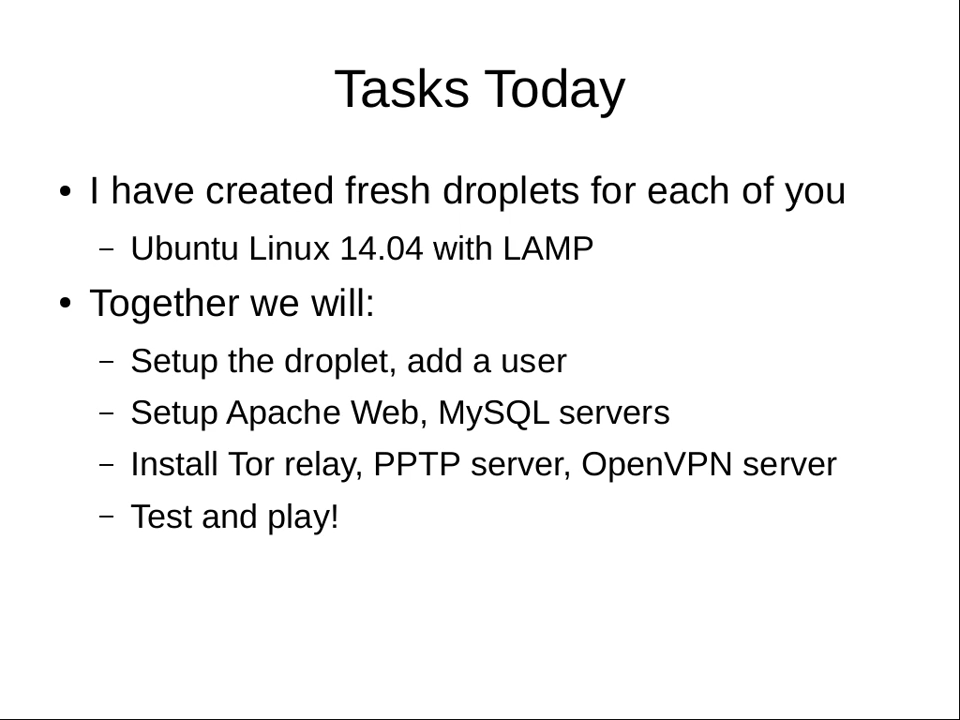 Tasks Today
• I have created fresh droplets for each of you
– Ubuntu Linux 14.04 with LAMP
• Together we will:
– Setup the droplet, add a user
– Setup Apache Web, MySQL servers
– Install Tor relay, PPTP server, OpenVPN server
– Test and play!